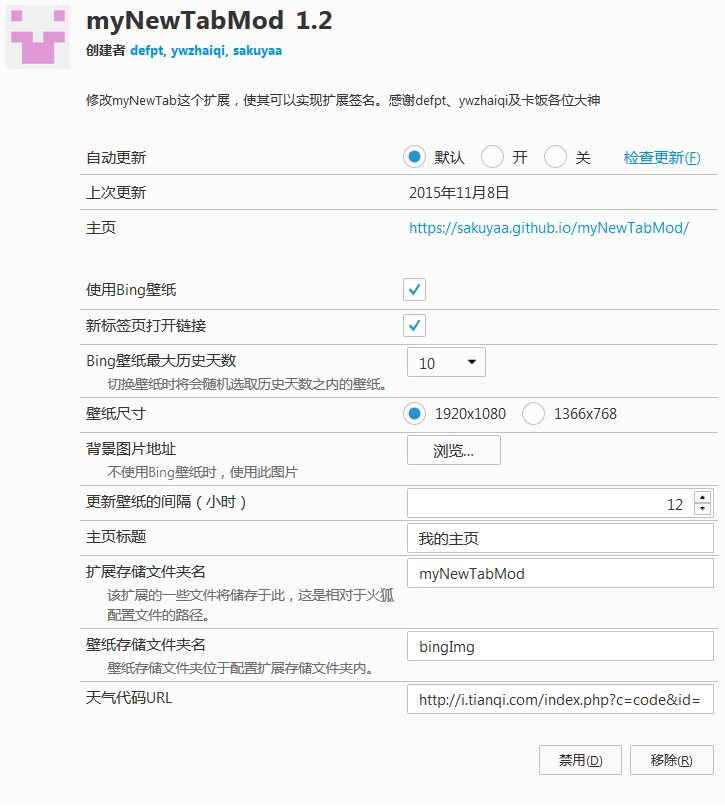 myNewTabMod 1.2
创建者 defpt, ywzhaiqi, sakuyaa
修改myNewTab这个扩展，使其可以实现扩展签名。感谢defpt、ywzhaiqi及卡饭各位大神
自动更新 默认 开 关 检查更新(F)
上次更新 2015年11月8日
主页 https://sakuyaa.github.io/myNewTabMod/
使用Bing壁纸
新标签页打开链接
Bing壁纸最大历史天数 10
切换壁纸时将会随机选取历史天数之内的壁纸。
壁纸尺寸 1920x1080 1366x768
背景图片地址 浏览...
不使用Bing壁纸时，使用此图片
更新壁纸的间隔（小时） 12
主页标题 我的主页
扩展存储文件夹名 myNewTabMod
该扩展的一些文件将储存于此，这是相对于火狐
配置文件的路径。
壁纸存储文件夹名 bingImg
壁纸存储文件夹位于配置扩展存储文件夹内。
天气代码URL http://i.tianqi.com/index.php?c=code&id=
禁用(D) 移除(R)